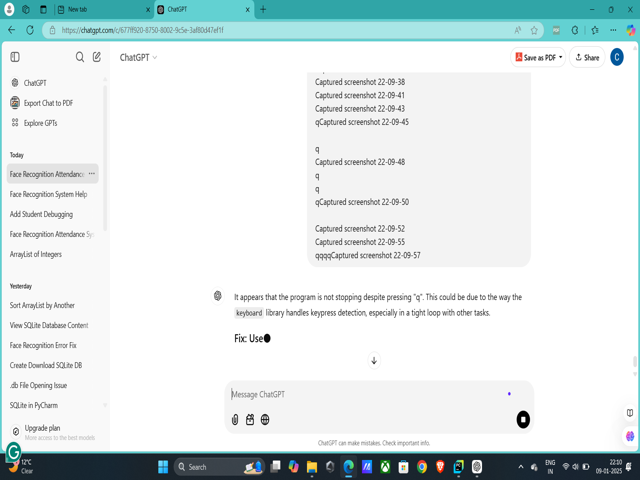 New tab
ChatGPT
https://chatgpt.com/c/677ff920-8750-8002-9c5e-3af80d47ef1f
ChatGPT
Save as PDF
Share
C
ChatGPT
Export Chat to PDF
Explore GPTs
Today
Face Recognition Attendanc
Face Recognition System Help
Add Student Debugging
Face Recognition Attendance Sy
ArrayList of Integers
Yesterday
Sort ArrayList by Another
View SQLite Database Content
Face Recognition Error Fix
Create Download SQLite DB
.db File Opening Issue
SQLite in PyCharm
Upgrade plan
More access to the best models
Captured screenshot 22-09-38
Captured screenshot 22-09-41
Captured screenshot 22-09-43
qCaptured screenshot 22-09-45
q
Captured screenshot 22-09-48
q
q
qCaptured screenshot 22-09-50
Captured screenshot 22-09-52
Captured screenshot 22-09-55
qqqqCaptured screenshot 22-09-57
It appears that the program is not stopping despite pressing "q". This could be due to the way the
keyboard library handles keypress detection, especially in a tight loop with other tasks.
Fix: Use
Message ChatGPT
ChatGPT can make mistakes. Check important info.
12°C
Clear
Search
ENG
IN
22:10
09-01-2025